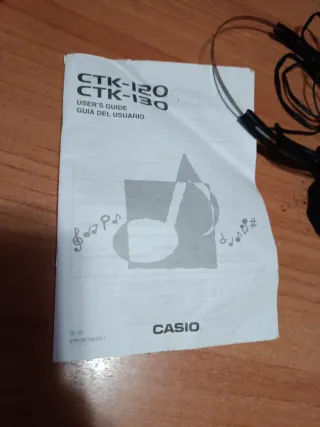 CTK-120
CTK-130
USER'S GUIDE
GUÍA DEL USUARIO
CASIO